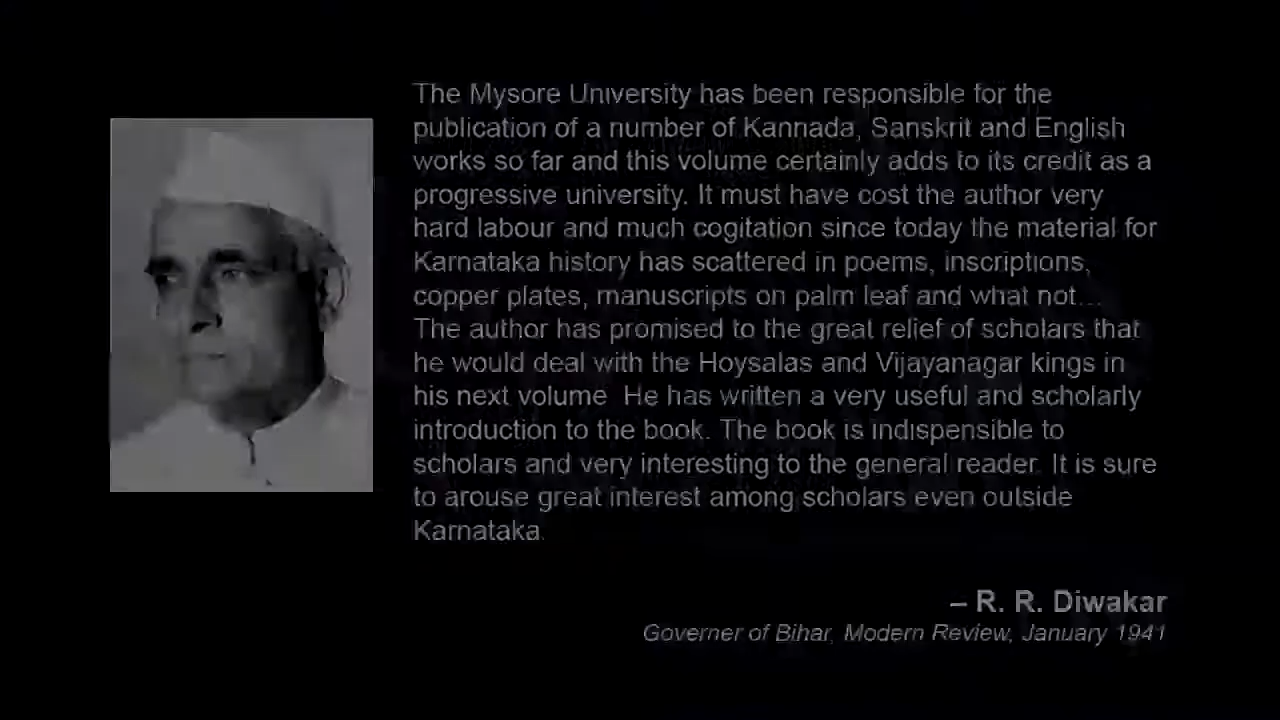 The Mysore University has been responsible for the
publication of a number of Kannada, Sanskrit and English
works so far and this volume certainly adds to its credit as a
progressive university. It must have cost the author very
hard labour and much cogitation since today the material for
Karnataka history has scattered in poems, inscriptions,
copper plates, manuscripts on palm leaf and what not...
The author has promised to the great relief of scholars that
he would deal with the Hoysalas and Vijayanagar kings in
his next volume. He has written a very useful and scholarly
introduction to the book. The book is indispensible to
scholars and very interesting to the general reader. It is sure
to arouse great interest among scholars even outside
Karnataka.
– R. R. Diwakar
Governer of Bihar, Modern Review, January 1941